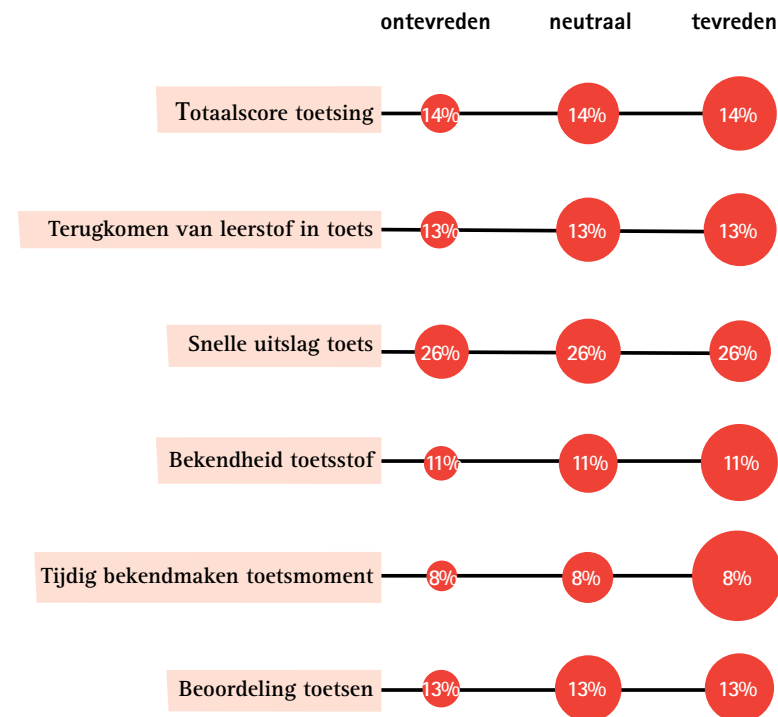 ontevreden neutraal tevreden
Totaalscore toetsing 14% 14% 14%
Terugkomen van leerstof in toets 13% 13% 13%
Snelle uitslag toets 26% 26% 26%
Bekendheid toetsstof 11% 11% 11%
Tijdig bekendmaken toetsmoment 8% 8% 8%
Beoordeling toetsen 13% 13% 13%